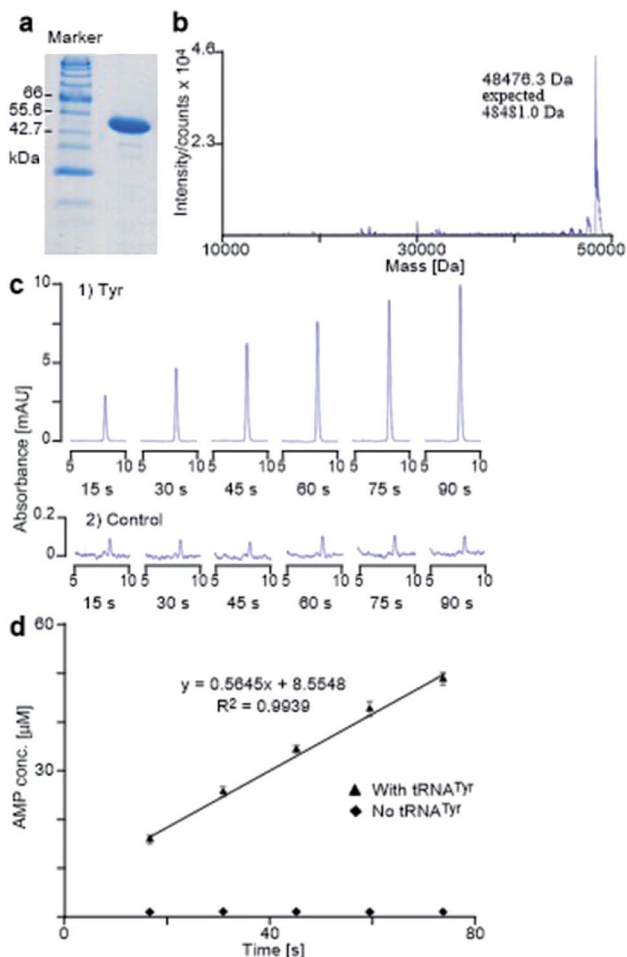 a
Marker
66
55.6
42.7
kDa
b
Intensity/counts x 10⁴
4.6
2.3
48476.3 Da
expected
48481.0 Da
10000 30000 50000
Mass [Da]
c
Absorbance [mAU]
10
5
0
1) Tyr
5 10 5 10 5 10 5 10 5 10 5 10
15 s 30 s 45 s 60 s 75 s 90 s
0.2
0
2) Control
5 10 5 10 5 10 5 10 5 10 5 10
15 s 30 s 45 s 60 s 75 s 90 s
d
AMP conc. [µM]
60
30
y = 0.5645x + 8.5548
R² = 0.9939
▲ With tRNATyr
◆ No tRNATyr
0 40 80
Time [s]